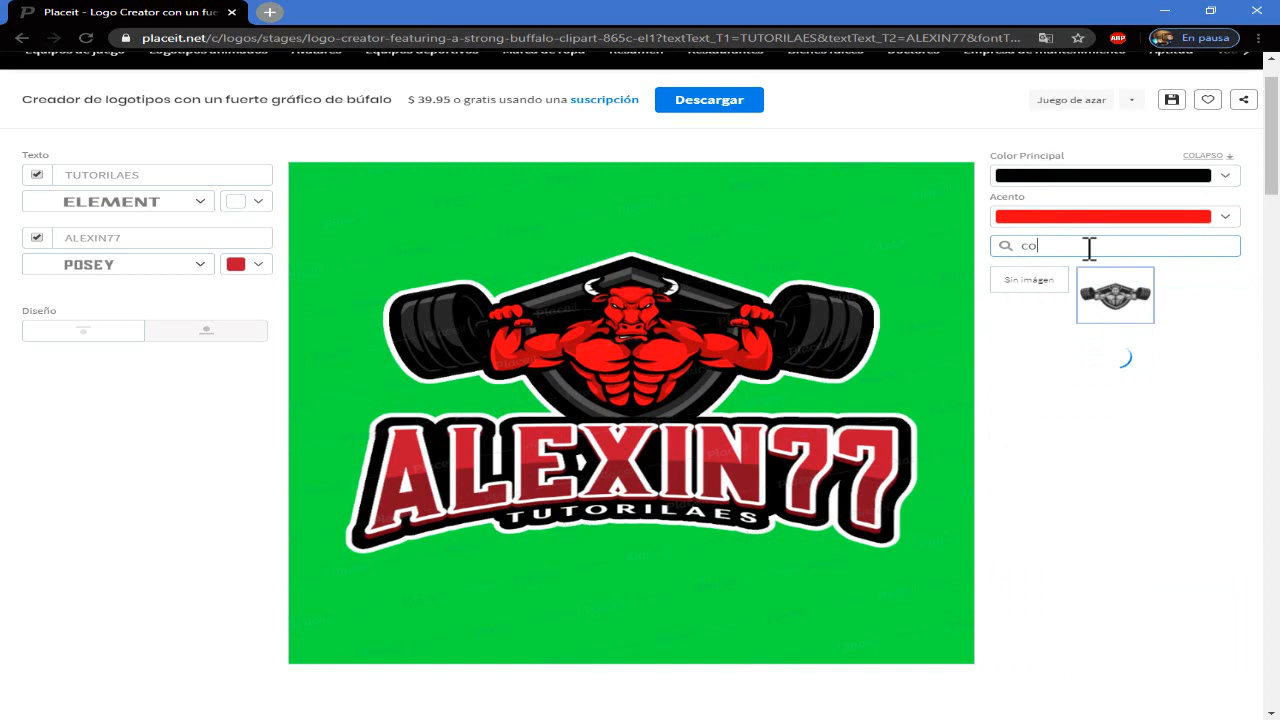 Placeit - Logo Creator con un fue
placeit.net/c/logos/stages/logo-creator-featuring-a-strong-buffalo-clipart-865c-el1?textText_T1=TUTORILAES&textText_T2=ALEXIN77&fontT...
ABP
En pausa
Creador de logotipos con un fuerte gráfico de búfalo
$ 39.95 o gratis usando una suscripción
Descargar
Juego de azar
Texto
TUTORILAES
ELEMENT
ALEXIN77
POSEY
Diseño
ALEXIN77
TUTORILAES
Color Principal
COLAPSO
Acento
co
Sin imágen